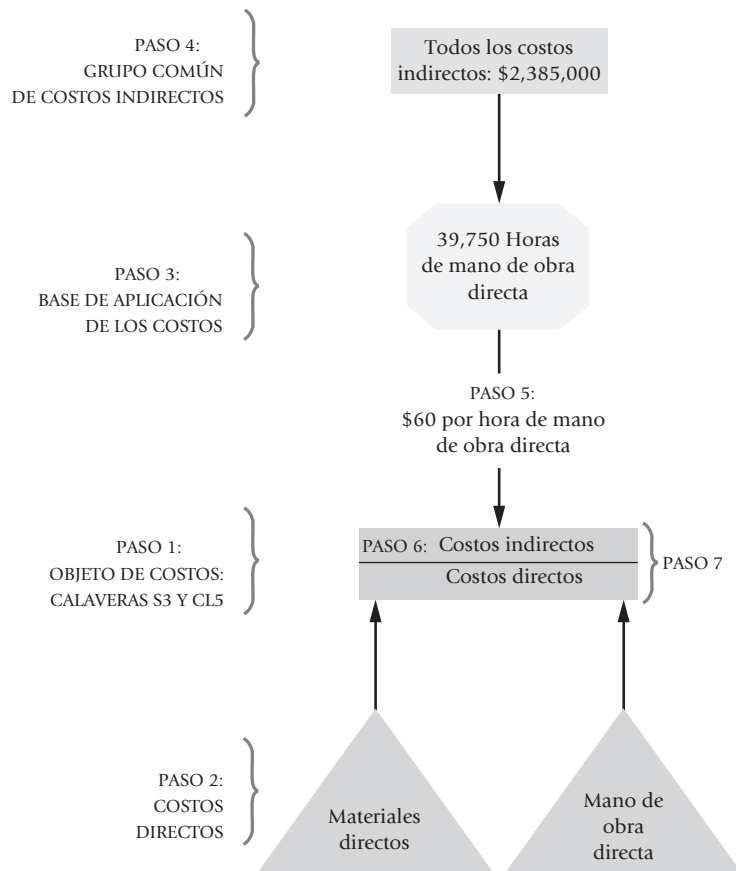 PASO 4:
GRUPO COMÚN
DE COSTOS INDIRECTOS
Todos los costos
indirectos: $2,385,000
PASO 3:
BASE DE APLICACIÓN
DE LOS COSTOS
39,750 Horas
de mano de obra
directa
PASO 5:
$60 por hora de mano
de obra directa
PASO 1:
OBJETO DE COSTOS:
CALAVERAS S3 Y CL5
PASO 6: Costos indirectos
Costos directos
PASO 7
PASO 2:
COSTOS
DIRECTOS
Materiales
directos
Mano de
obra
directa